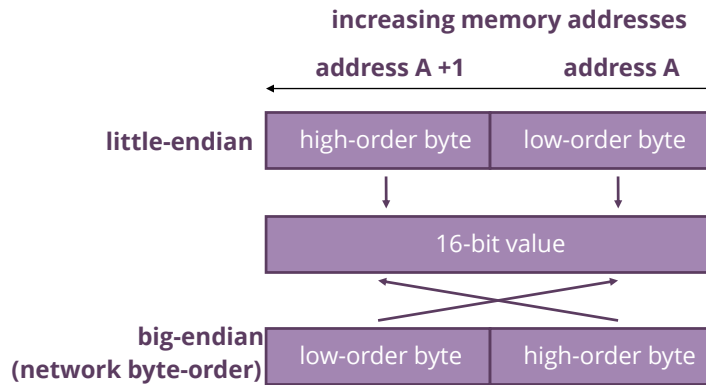 increasing memory addresses
address A +1
address A
little-endian
high-order byte
low-order byte
16-bit value
big-endian
(network byte-order)
low-order byte
high-order byte